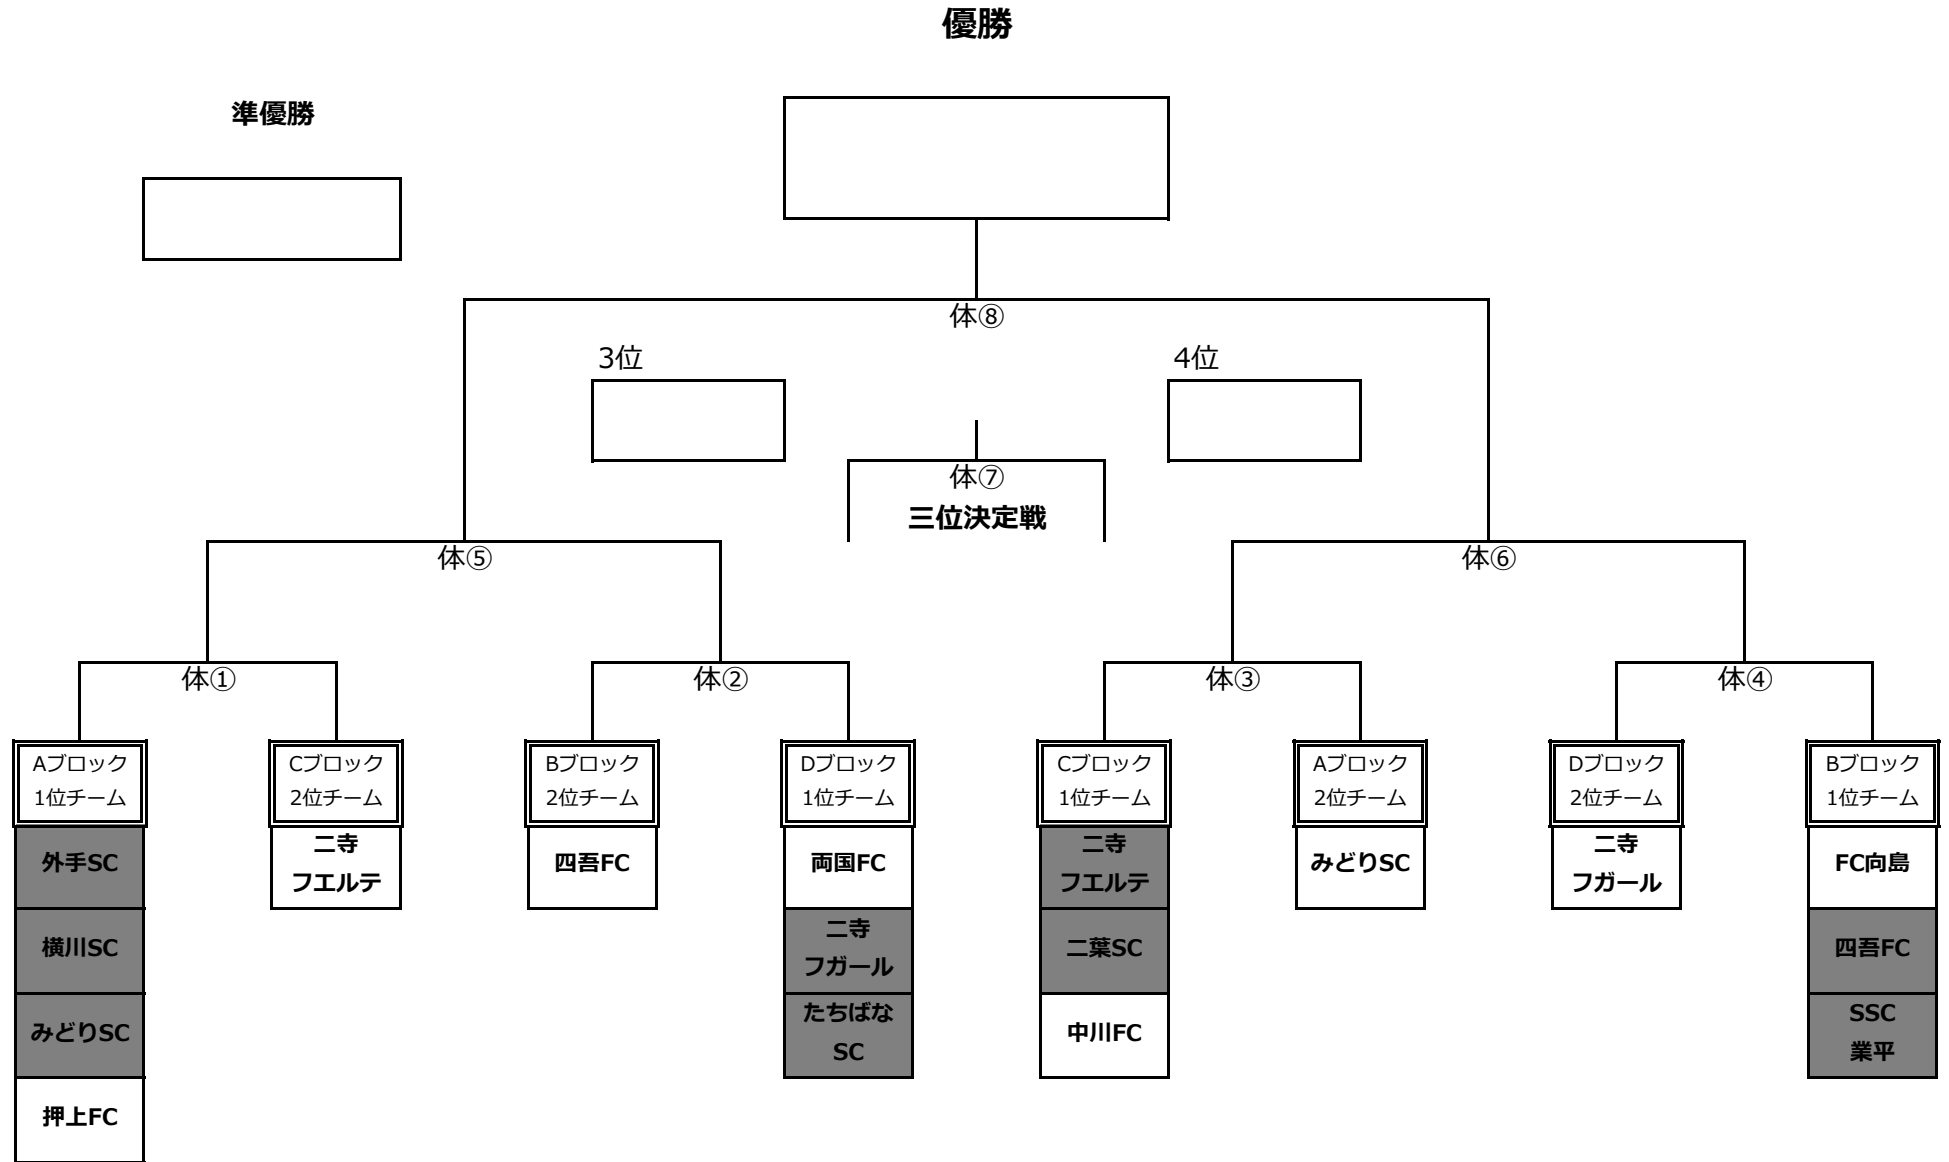 優勝
準優勝
体⑧
3位
4位
体⑦
三位決定戦
体⑤
体⑥
体①
体②
体③
体④
Aブロック
1位チーム
Cブロック
2位チーム
Bブロック
2位チーム
Dブロック
1位チーム
Cブロック
1位チーム
Aブロック
2位チーム
Dブロック
2位チーム
Bブロック
1位チーム
外手SC
二寺
フエルテ
四吾FC
両国FC
二寺
フエルテ
みどりSC
二寺
フガール
FC向島
横川SC
二寺
フガール
二葉SC
四吾FC
みどりSC
たちばな
SC
中川FC
SSC
業平
押上FC